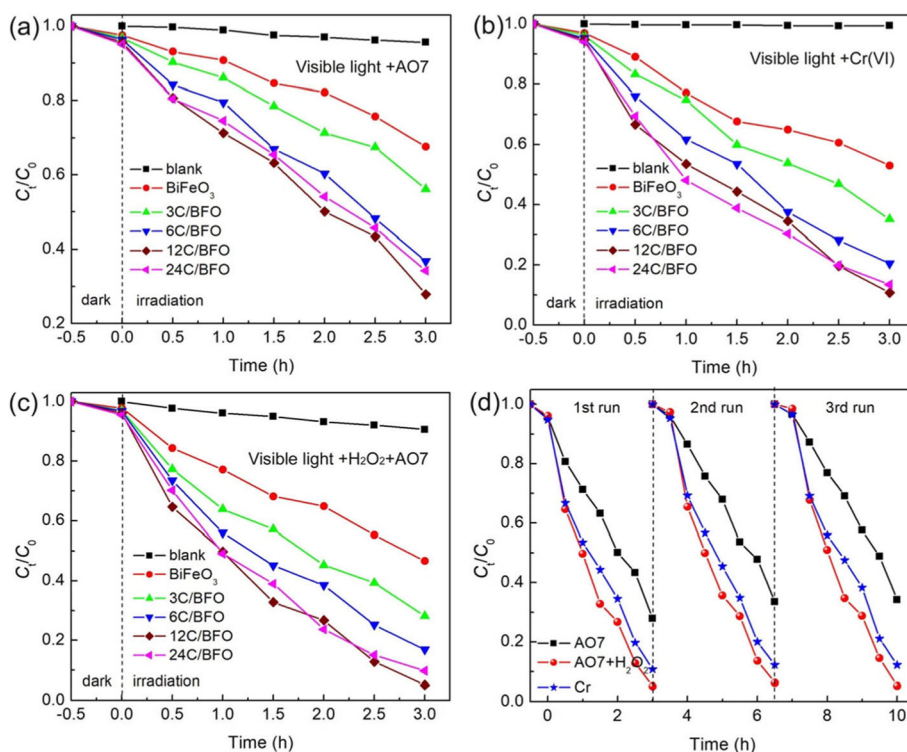 (a)
Visible light +AO7
blank
BiFeO₃
3C/BFO
6C/BFO
12C/BFO
24C/BFO
dark
irradiation
Cₜ/C₀
1.0
0.8
0.6
0.4
0.2
-0.5 0.0 0.5 1.0 1.5 2.0 2.5 3.0
Time (h)
(b)
Visible light +Cr(VI)
blank
BiFeO₃
3C/BFO
6C/BFO
12C/BFO
24C/BFO
dark
irradiation
Cₜ/C₀
1.0
0.8
0.6
0.4
0.2
0.0
-0.5 0.0 0.5 1.0 1.5 2.0 2.5 3.0
Time (h)
(c)
Visible light +H₂O₂+AO7
blank
BiFeO₃
3C/BFO
6C/BFO
12C/BFO
24C/BFO
dark
irradiation
Cₜ/C₀
1.0
0.8
0.6
0.4
0.2
0.0
-0.5 0.0 0.5 1.0 1.5 2.0 2.5 3.0
Time (h)
(d)
1st run 2nd run 3rd run
AO7
AO7+H₂O₂
Cr
Cₜ/C₀
1.0
0.8
0.6
0.4
0.2
0.0
0 2 4 6 8 10
Time (h)